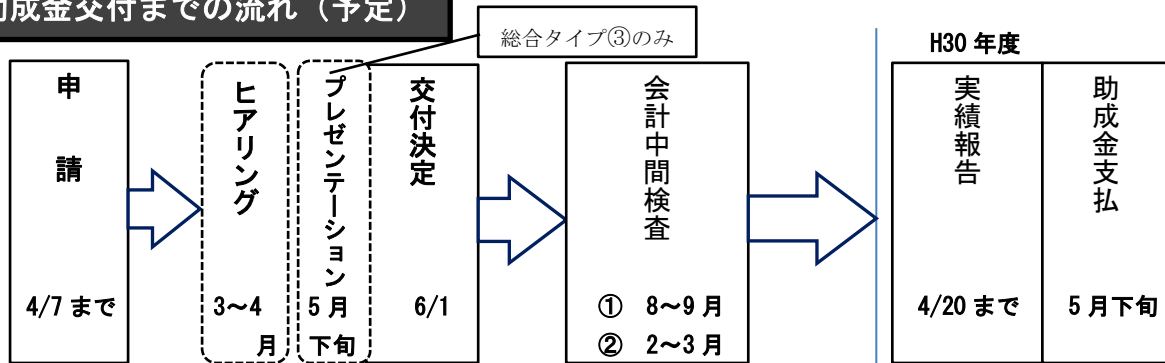 助成金交付までの流れ（予定）
総合タイプ③のみ
H30 年度
申請
4/7 まで
ヒアリング
3～4
月
プレゼンテーション
5 月
下旬
交付決定
6/1
会計中間検査
① 8～9 月
② 2～3 月
実績報告
4/20 まで
助成金支払
5 月下旬